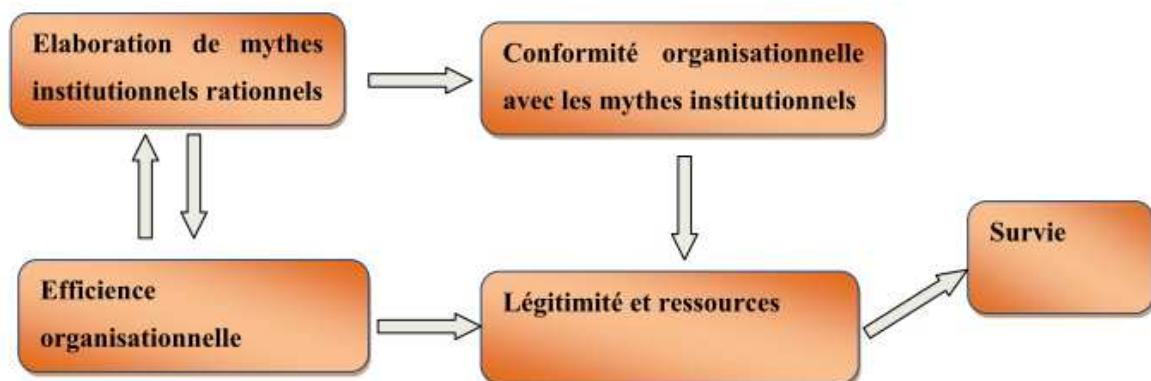 Elaboration de mythes
institutionnels rationnels
Conformité organisationnelle
avec les mythes institutionnels
Efficience
organisationnelle
Légitimité et ressources
Survie